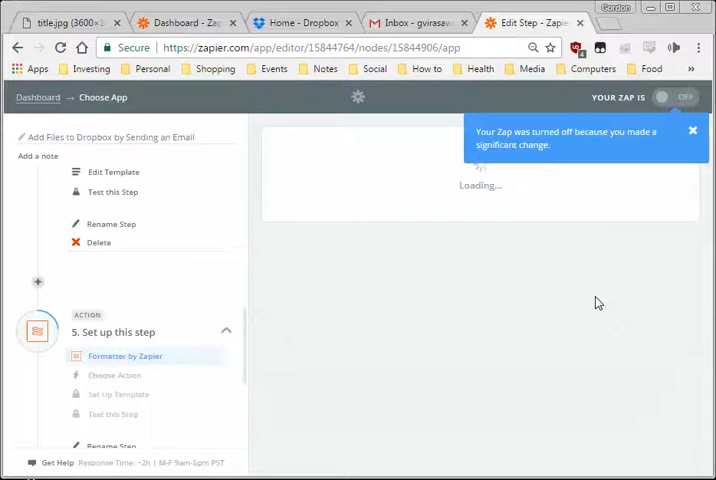 Gordon
title.jpg (3600×1
Dashboard - Zap
Home - Dropbox
Inbox - gvirasaw
Edit Step - Zapie
Secure
https://zapier.com/app/editor/15844764/nodes/15844906/app
4
Apps
Investing
Personal
Shopping
Events
Notes
Social
How to
Health
Media
Computers
Food
Dashboard → Choose App
YOUR ZAP IS
OFF
Your Zap was turned off because you made a
significant change.
Add Files to Dropbox by Sending an Email
Add a note
Edit Template
Test this Step
Rename Step
Delete
Loading...
ACTION
5. Set up this step
Formatter by Zapier
Choose Action
Set Up Template
Test this Step
Rename Step
Get Help
Response Time: ~2h | M-F 9am-5pm PST